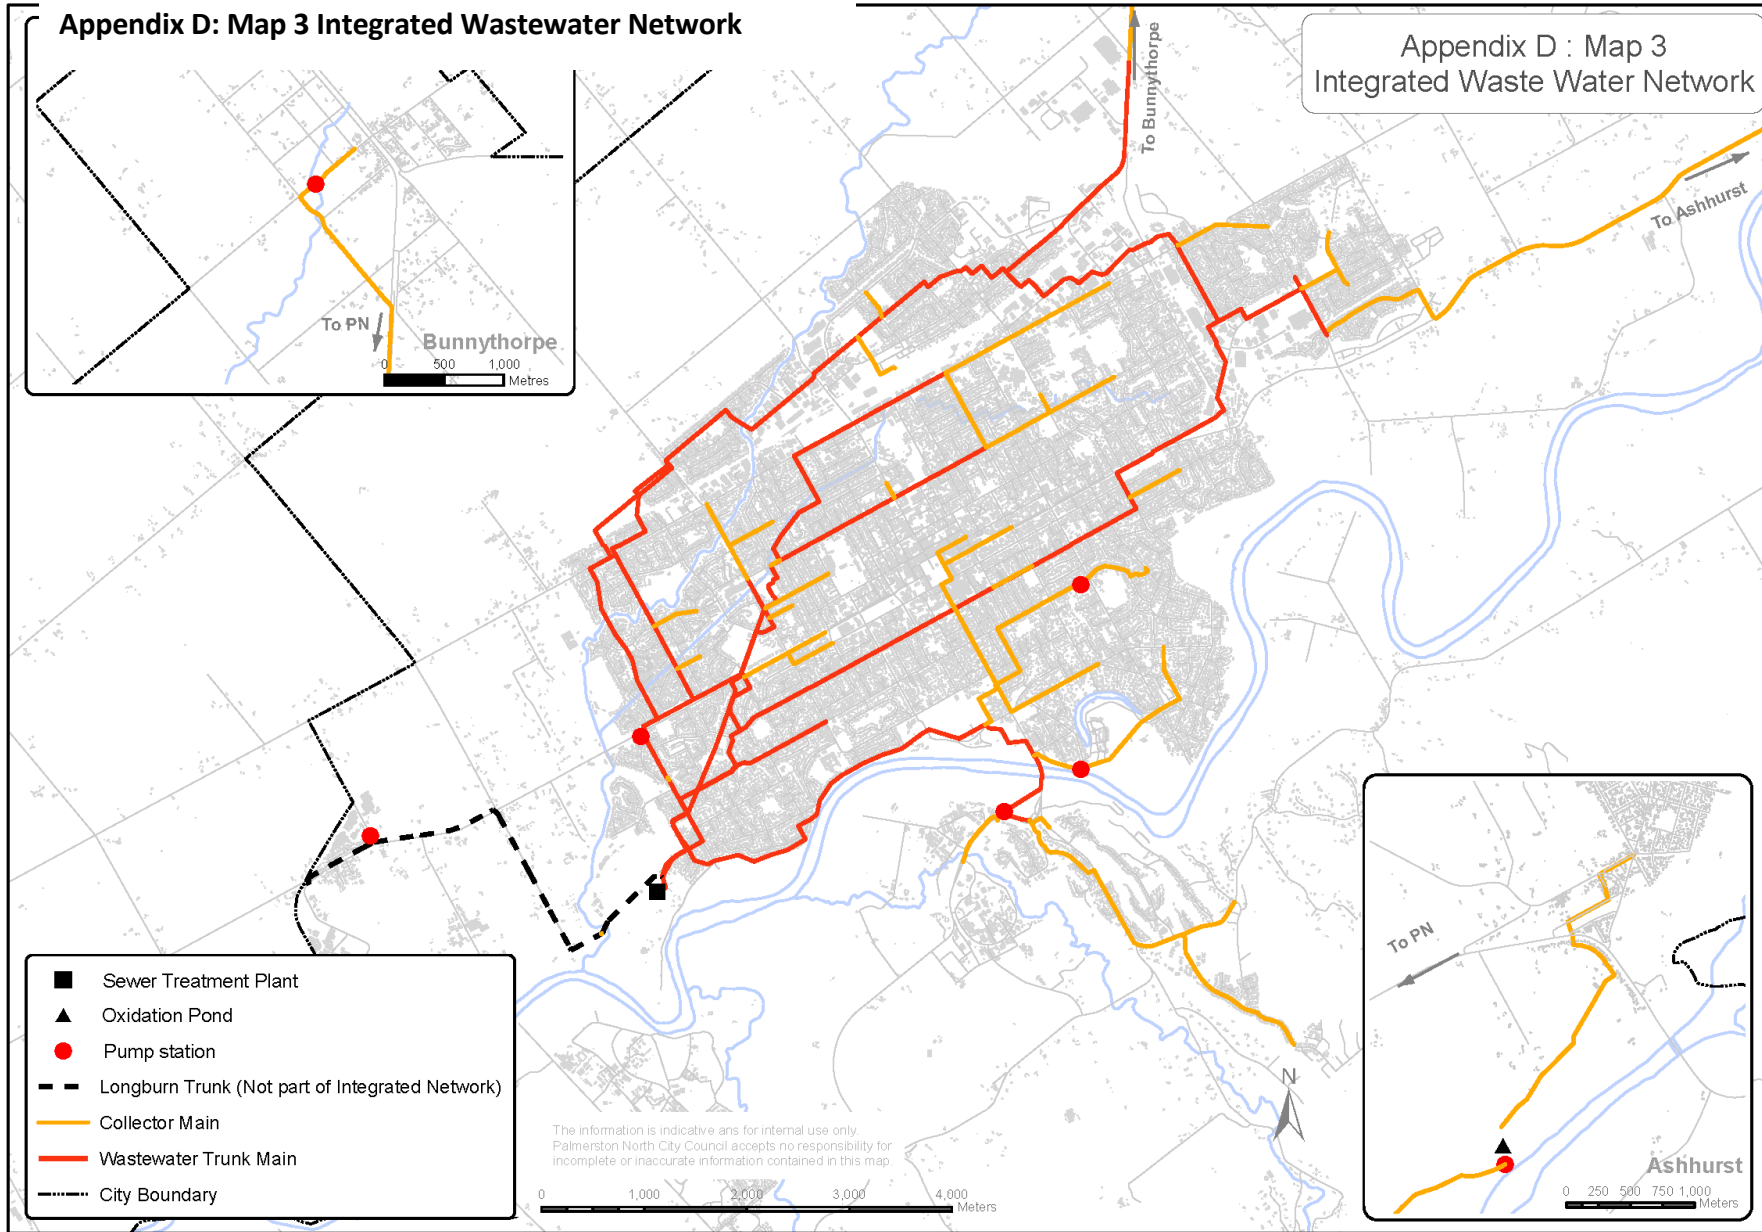 Appendix D: Map 3 Integrated Wastewater Network
Appendix D : Map 3
Integrated Waste Water Network
To Bunnythorpe
To Ashhurst
To PN
Bunnythorpe
0 500 1,000
Metres
To PN
Ashhurst
0 250 500 750 1,000
Meters
N
Sewer Treatment Plant
Oxidation Pond
Pump station
Longburn Trunk (Not part of Integrated Network)
Collector Main
Wastewater Trunk Main
City Boundary
The information is indicative ans for internal use only.
Palmerston North City Council accepts no responsibility for
incomplete or inaccurate information contained in this map.
0 1,000 2,000 3,000 4,000
Meters